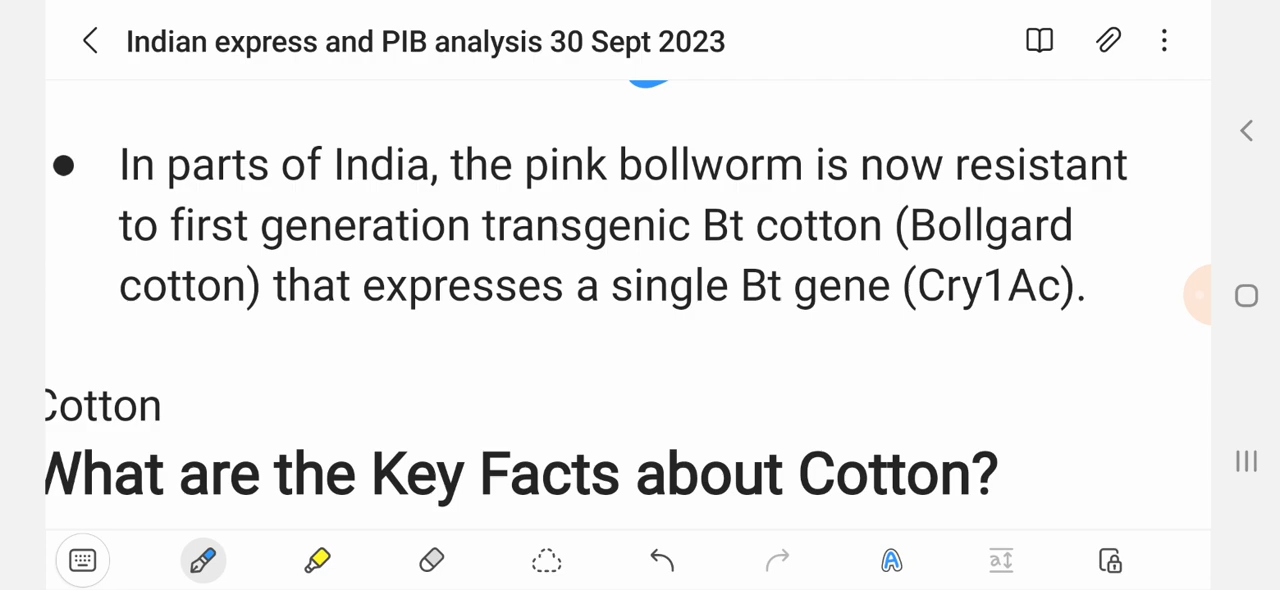 Indian express and PIB analysis 30 Sept 2023
● In parts of India, the pink bollworm is now resistant
to first generation transgenic Bt cotton (Bollgard
cotton) that expresses a single Bt gene (Cry1Ac).
Cotton
What are the Key Facts about Cotton?